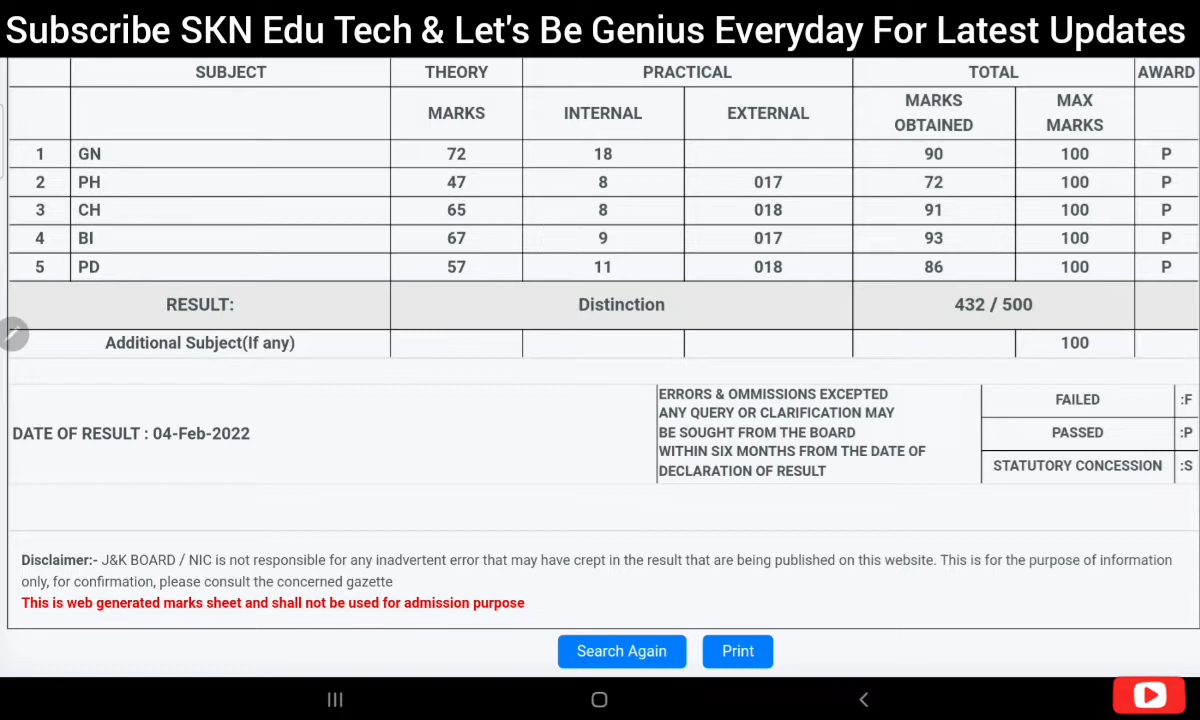 Subscribe SKN Edu Tech & Let's Be Genius Everyday For Latest Updates
SUBJECT THEORY PRACTICAL TOTAL AWARD
MARKS INTERNAL EXTERNAL MARKS OBTAINED MAX MARKS
1 GN 72 18 90 100 P
2 PH 47 8 017 72 100 P
3 CH 65 8 018 91 100 P
4 BI 67 9 017 93 100 P
5 PD 57 11 018 86 100 P
RESULT: Distinction 432 / 500
Additional Subject(If any) 100
DATE OF RESULT : 04-Feb-2022
ERRORS & OMMISSIONS EXCEPTED
ANY QUERY OR CLARIFICATION MAY
BE SOUGHT FROM THE BOARD
WITHIN SIX MONTHS FROM THE DATE OF
DECLARATION OF RESULT
FAILED :F
PASSED :P
STATUTORY CONCESSION :S
Disclaimer:- J&K BOARD / NIC is not responsible for any inadvertent error that may have crept in the result that are being published on this website. This is for the purpose of information
only, for confirmation, please consult the concerned gazette
This is web generated marks sheet and shall not be used for admission purpose
Search Again Print